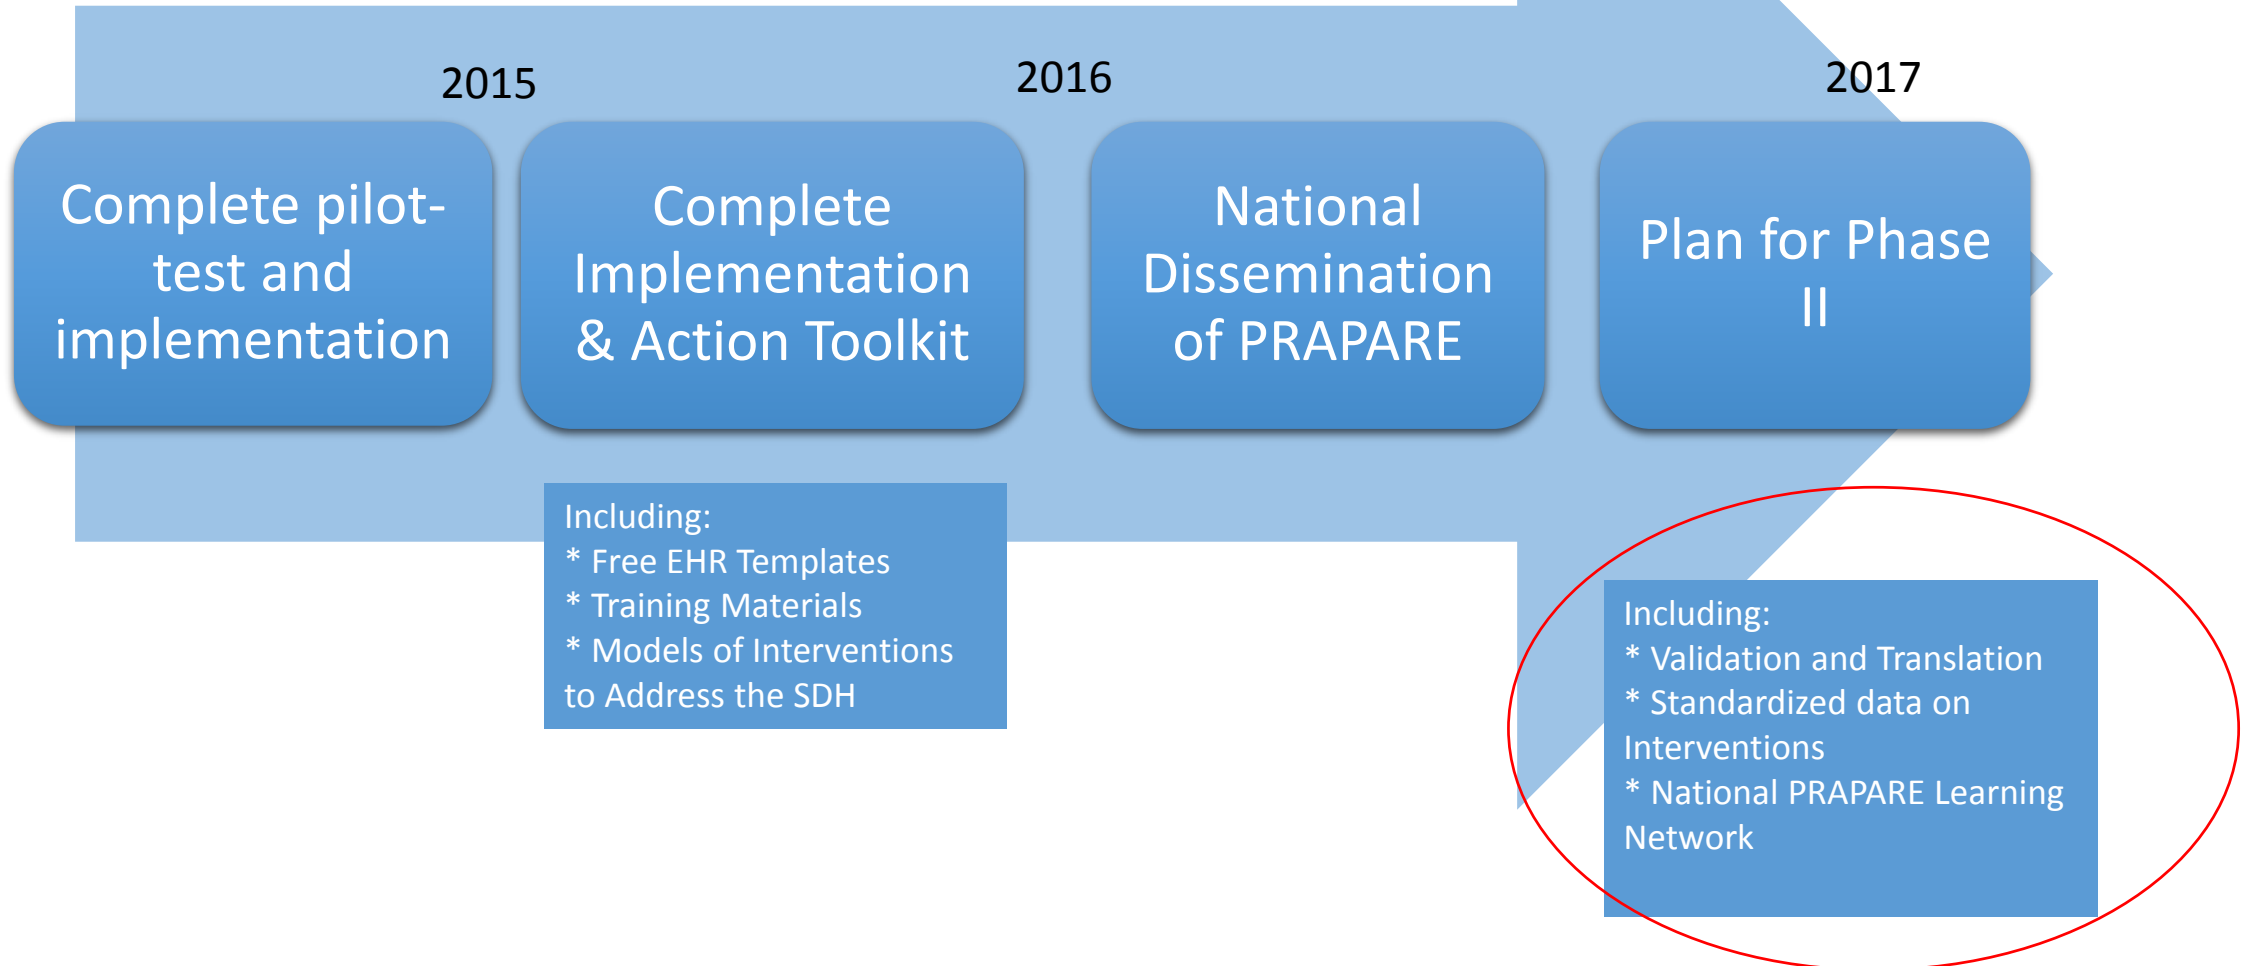 2015
2016
2017
Complete pilot-
test and
implementation
Complete
Implementation
& Action Toolkit
National
Dissemination
of PRAPARE
Plan for Phase
II
Including:
* Free EHR Templates
* Training Materials
* Models of Interventions
to Address the SDH
Including:
* Validation and Translation
* Standardized data on
Interventions
* National PRAPARE Learning
Network